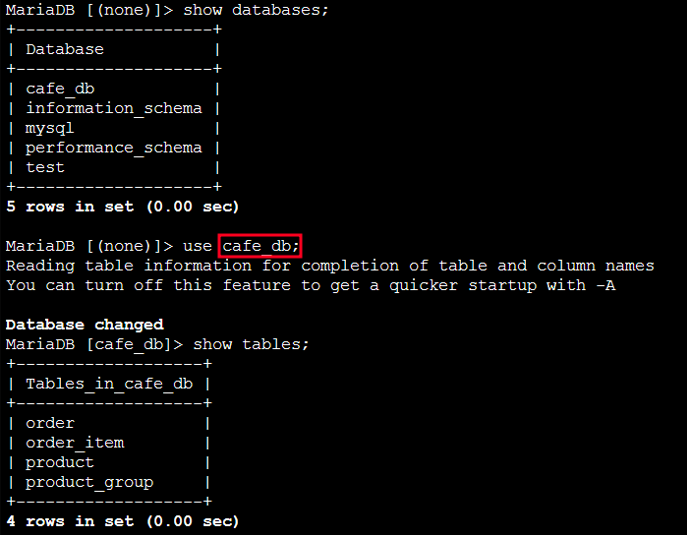 MariaDB [(none)]> show databases;
+--------------------+
| Database           |
+--------------------+
| cafe_db            |
| information_schema |
| mysql              |
| performance_schema |
| test               |
+--------------------+
5 rows in set (0.00 sec)
MariaDB [(none)]> use cafe_db;
Reading table information for completion of table and column names
You can turn off this feature to get a quicker startup with -A
Database changed
MariaDB [cafe_db]> show tables;
+-------------------+
| Tables_in_cafe_db |
+-------------------+
| order             |
| order_item        |
| product           |
| product_group     |
+-------------------+
4 rows in set (0.00 sec)